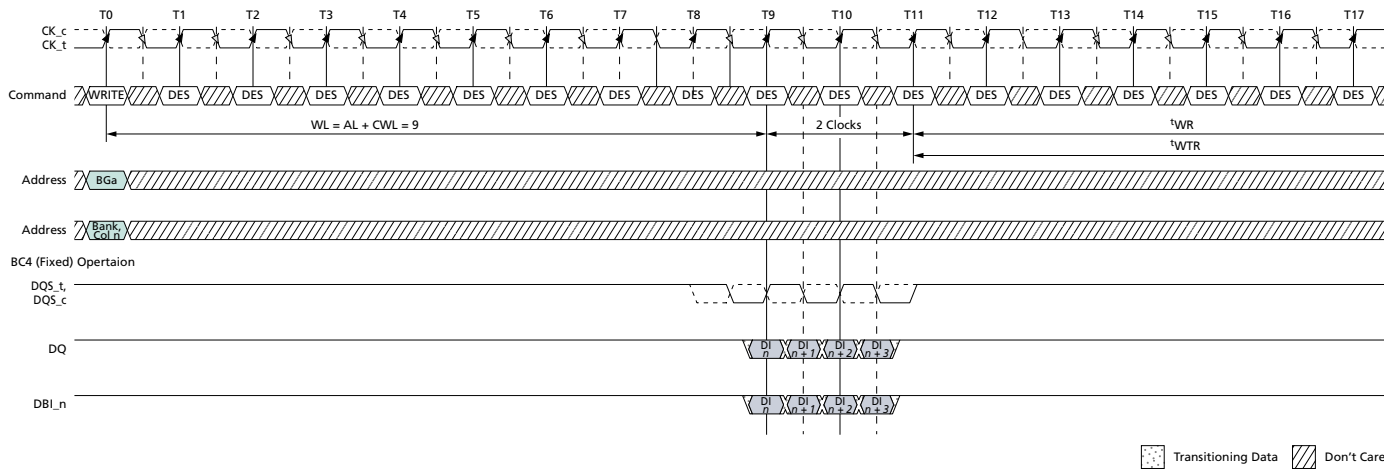 T0 T1 T2 T3 T4 T5 T6 T7 T8 T9 T10 T11 T12 T13 T14 T15 T16 T17
CK_c
CK_t
Command WRITE DES DES DES DES DES DES DES DES DES DES DES DES DES DES DES DES DES
WL = AL + CWL = 9 2 Clocks tWR
tWTR
Address BGa
Address Bank, Col n
BC4 (Fixed) Opertaion
DQS_t,
DQS_c
DQ DI n DI n + 1 DI n + 2 DI n + 3
DBI_n DI n DI n + 1 DI n + 2 DI n + 3
Transitioning Data Don't Care